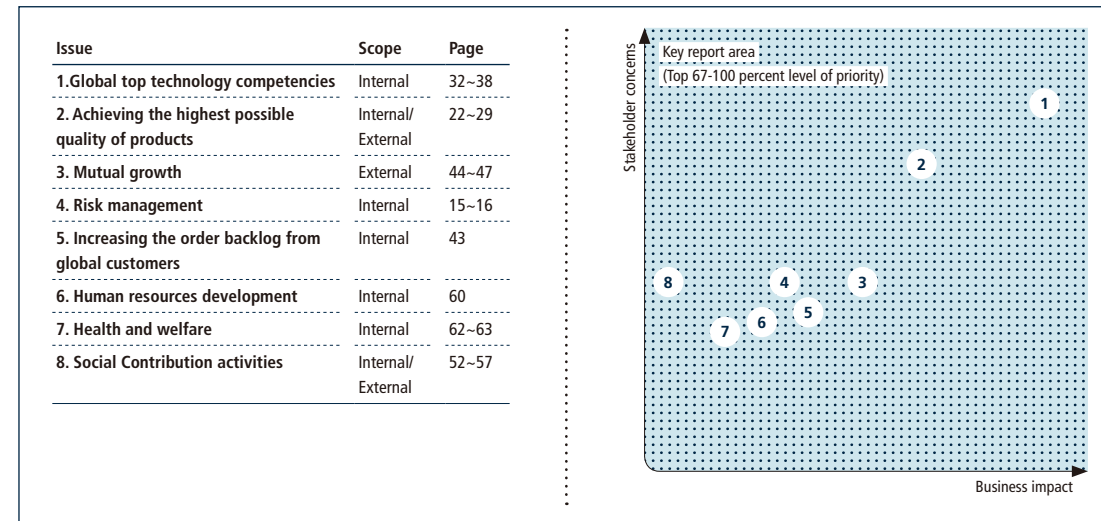 Issue Scope Page
1.Global top technology competencies Internal 32~38
2. Achieving the highest possible Internal/ 22~29
quality of products External
3. Mutual growth External 44~47
4. Risk management Internal 15~16
5. Increasing the order backlog from Internal 43
global customers
6. Human resources development Internal 60
7. Health and welfare Internal 62~63
8. Social Contribution activities Internal/ 52~57
External
Stakeholder concerns
Key report area
(Top 67-100 percent level of priority)
1
2
8
4
3
5
6
7
Business impact